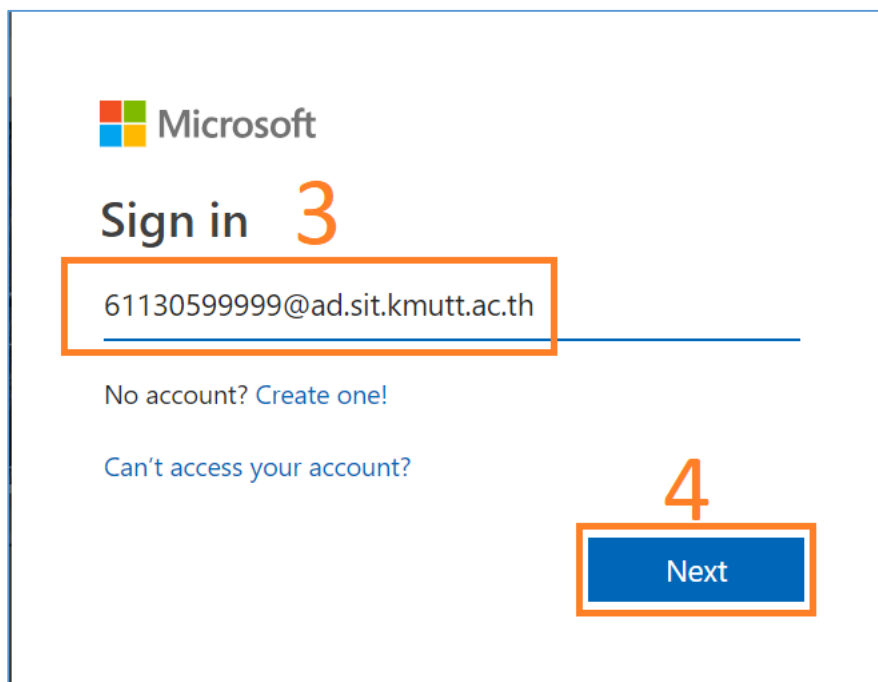 Microsoft
Sign in 3
61130599999@ad.sit.kmutt.ac.th
No account? Create one!
Can't access your account?
4
Next